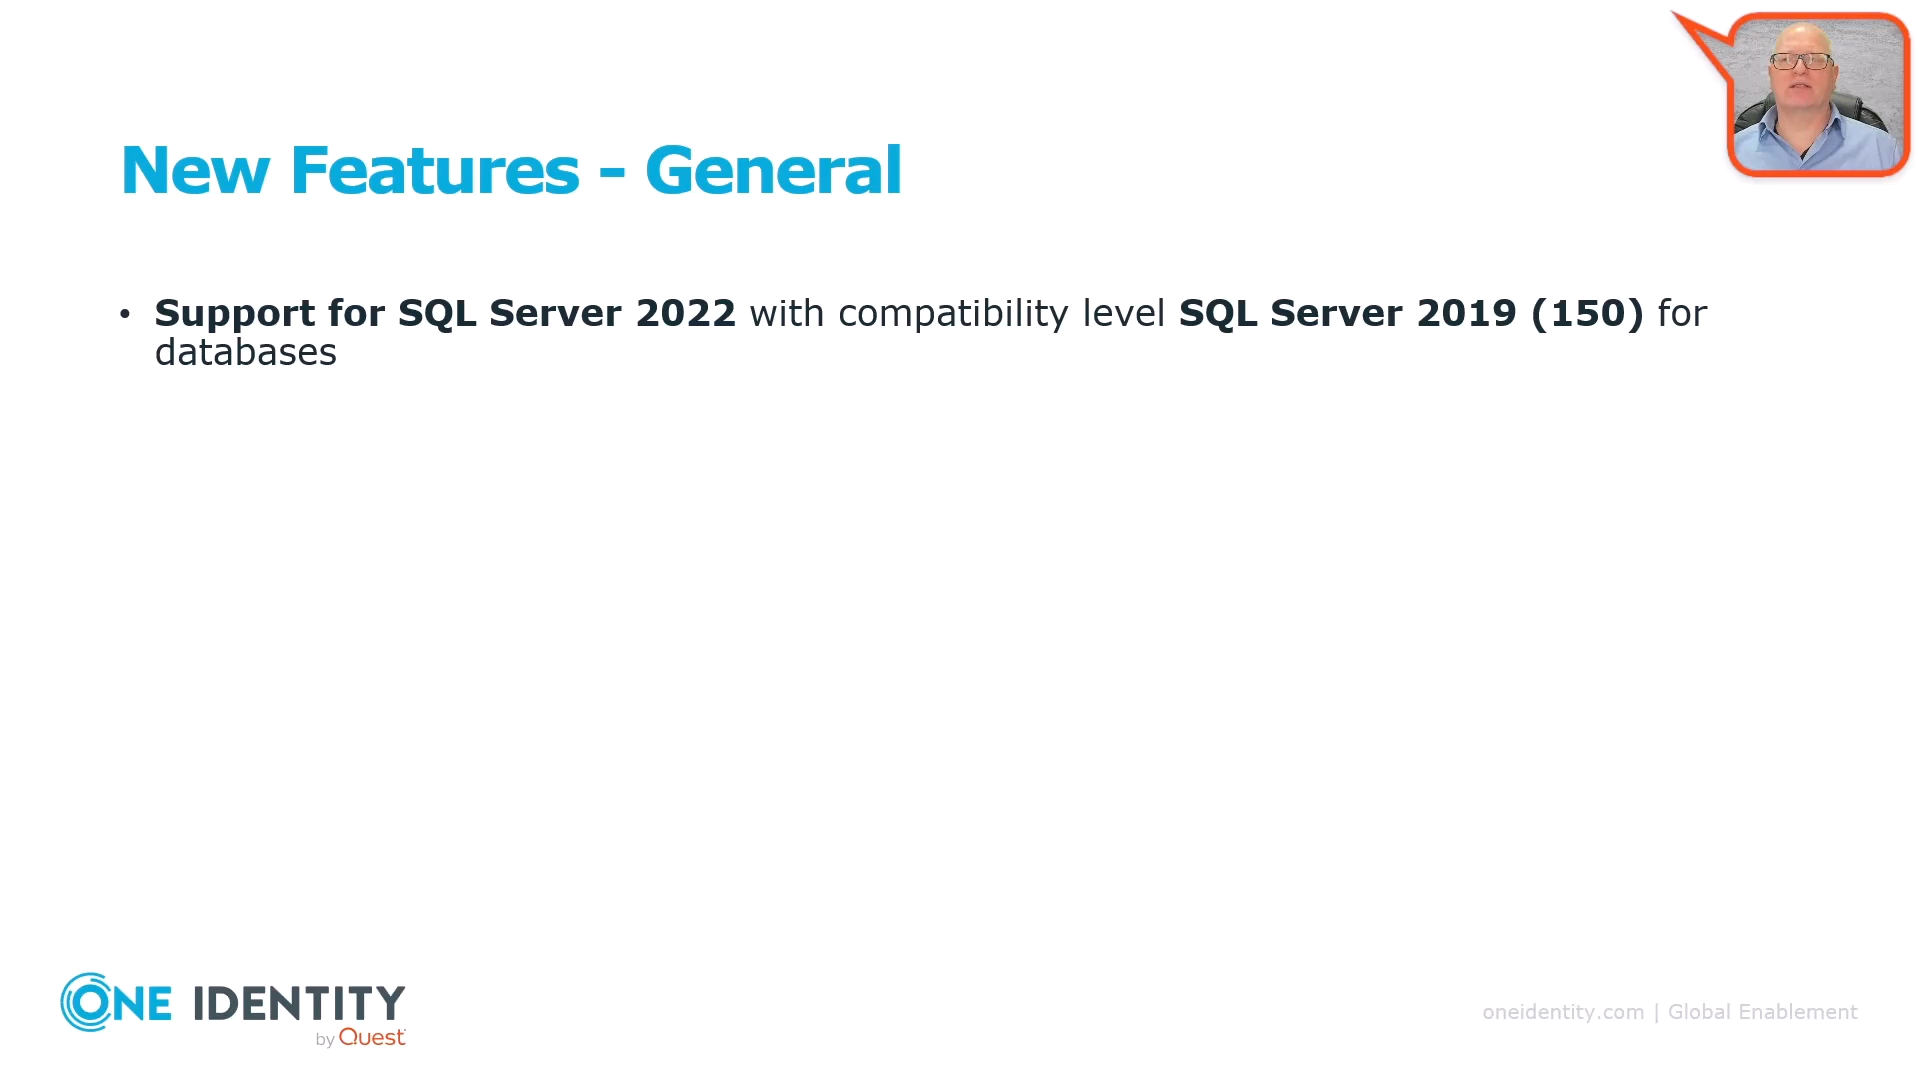 New Features - General
• Support for SQL Server 2022 with compatibility level SQL Server 2019 (150) for
databases
ONE IDENTITY
by Quest
oneidentity.com | Global Enablement